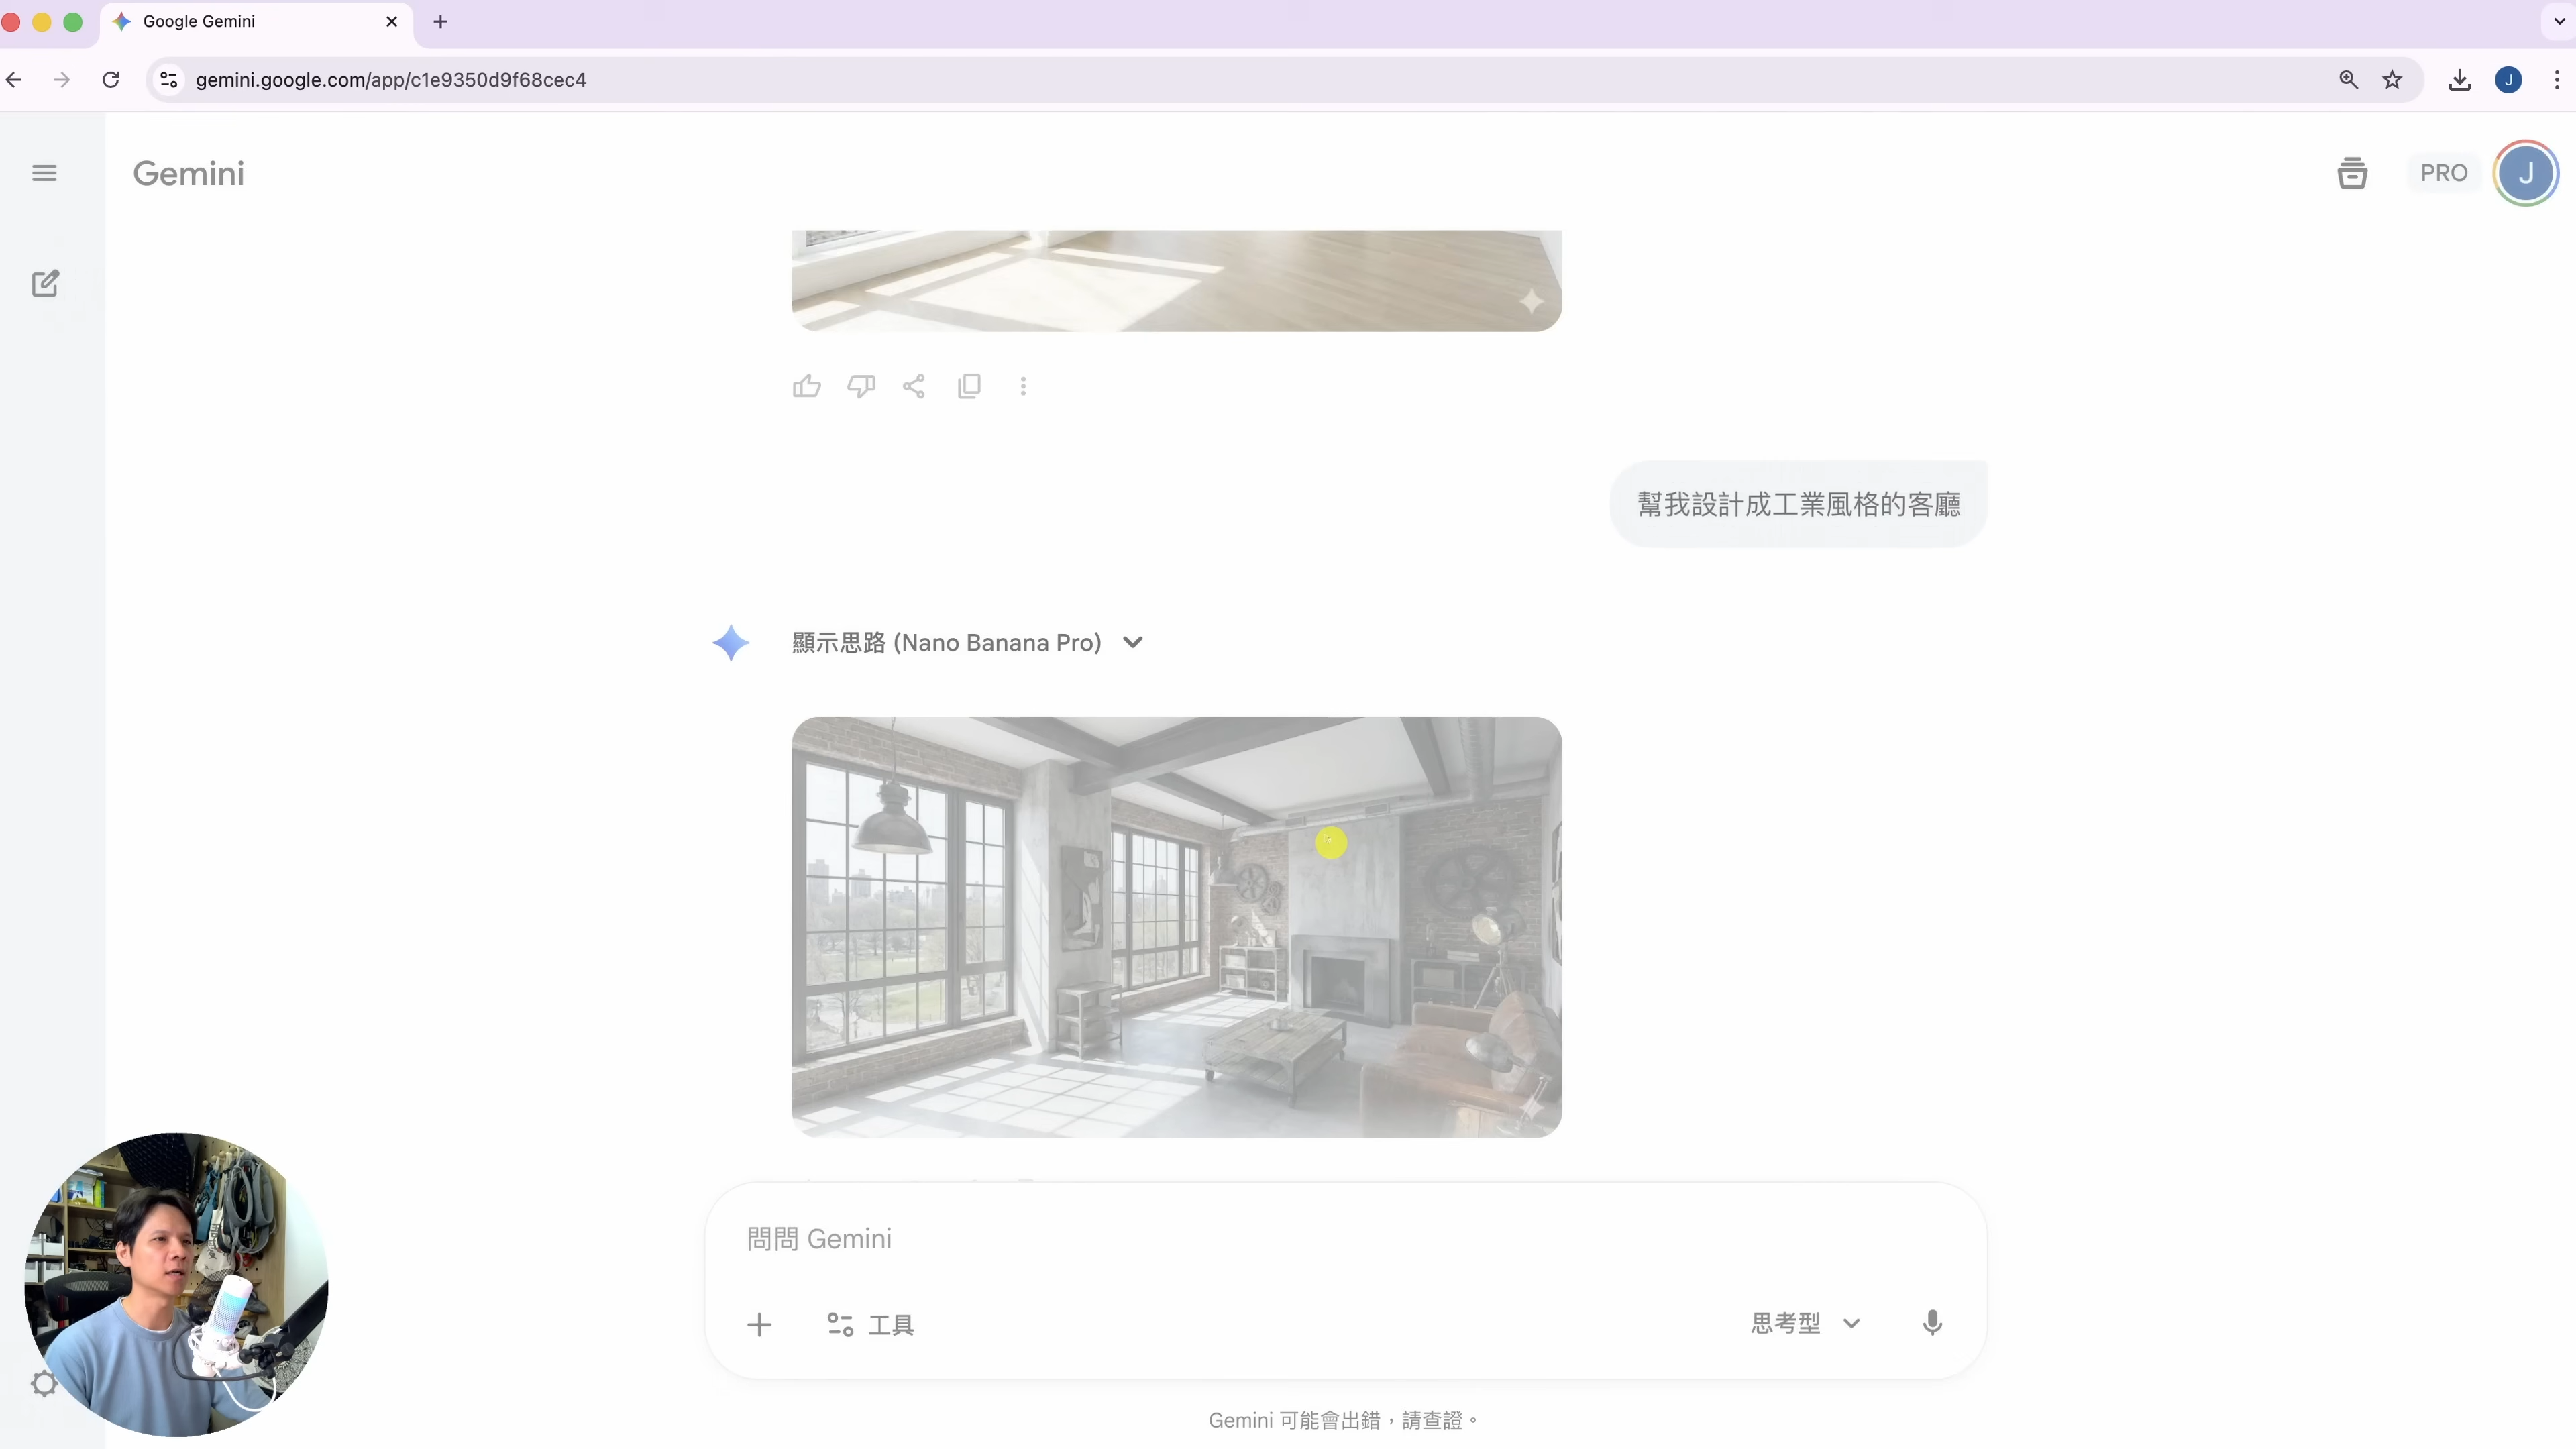 Google Gemini
gemini.google.com/app/c1e9350d9f68cec4
J
Gemini
PRO
J
幫我設計成工業風格的客廳
顯示思路 (Nano Banana Pro)
問問 Gemini
工具
思考型
Gemini 可能會出錯，請查證。